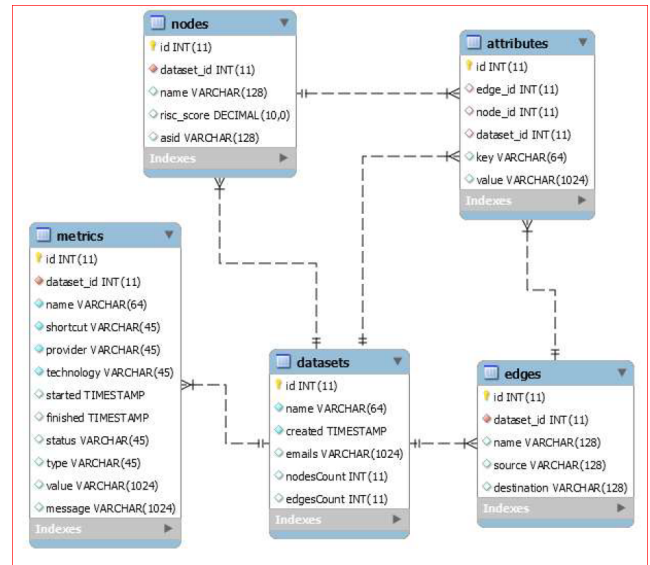 nodes
id INT(11)
dataset_id INT(11)
name VARCHAR(128)
risc_score DECIMAL(10,0)
asid VARCHAR(128)
Indexes
attributes
id INT(11)
edge_id INT(11)
node_id INT(11)
dataset_id INT(11)
key VARCHAR(64)
value VARCHAR(1024)
Indexes
metrics
id INT(11)
dataset_id INT(11)
name VARCHAR(64)
shortcut VARCHAR(45)
provider VARCHAR(45)
technology VARCHAR(45)
started TIMESTAMP
finished TIMESTAMP
status VARCHAR(45)
type VARCHAR(45)
value VARCHAR(1024)
message VARCHAR(1024)
Indexes
datasets
id INT(11)
name VARCHAR(64)
created TIMESTAMP
emails VARCHAR(1024)
nodesCount INT(11)
edgesCount INT(11)
Indexes
edges
id INT(11)
dataset_id INT(11)
name VARCHAR(128)
source VARCHAR(128)
destination VARCHAR(128)
Indexes